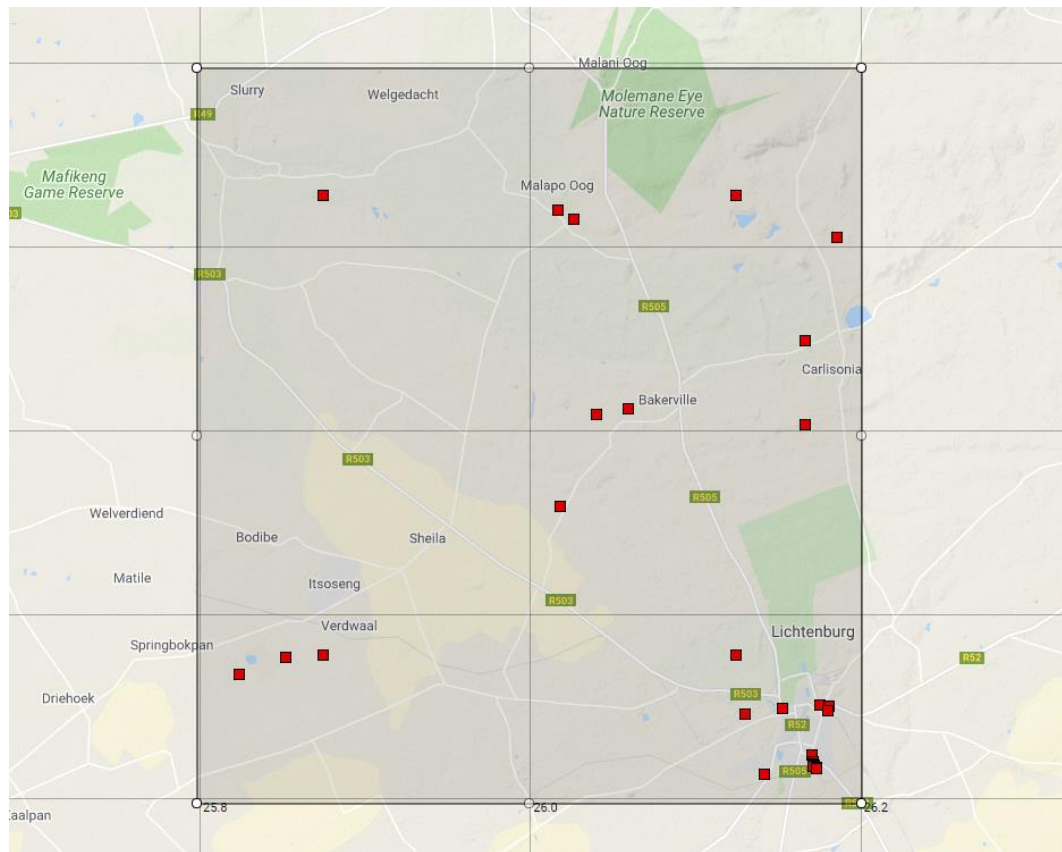 Malani Oog
Slurry
Welgedacht
Molemane Eye
Nature Reserve
R49
Mafikeng
Game Reserve
Malapo Oog
03
R503
R505
Carlisonia
Bakerville
R503
R505
Welverdiend
Bodibe
Sheila
Matile
Itsoseng
R503
Verdwaal
Lichtenburg
Springbokpan
R52
Driehoek
R503
R52
R505
25.8
26.0
26.2